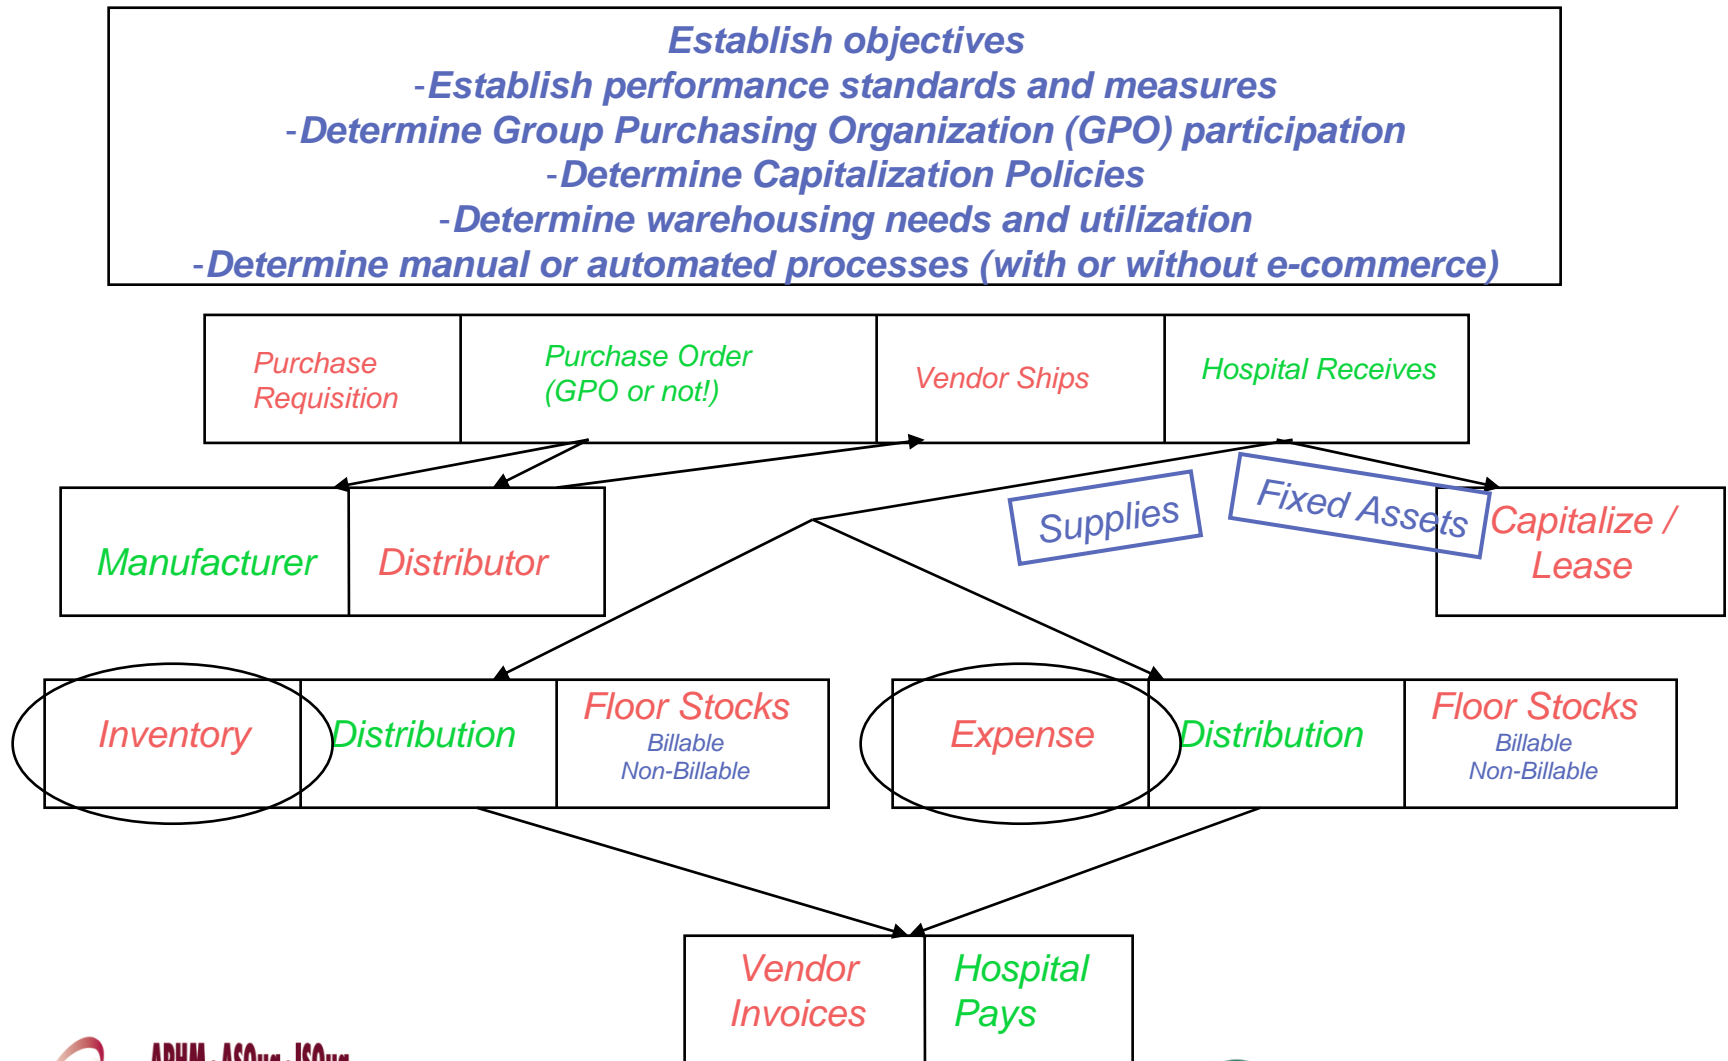 Establish objectives
-Establish performance standards and measures
-Determine Group Purchasing Organization (GPO) participation
-Determine Capitalization Policies
-Determine warehousing needs and utilization
-Determine manual or automated processes (with or without e-commerce)
Purchase
Requisition
Purchase Order
(GPO or not!)
Vendor Ships
Hospital Receives
Supplies
Fixed Assets
Capitalize /
Lease
Manufacturer
Distributor
Inventory
Distribution
Floor Stocks
Billable
Non-Billable
Expense
Distribution
Floor Stocks
Billable
Non-Billable
Vendor
Invoices
Hospital
Pays